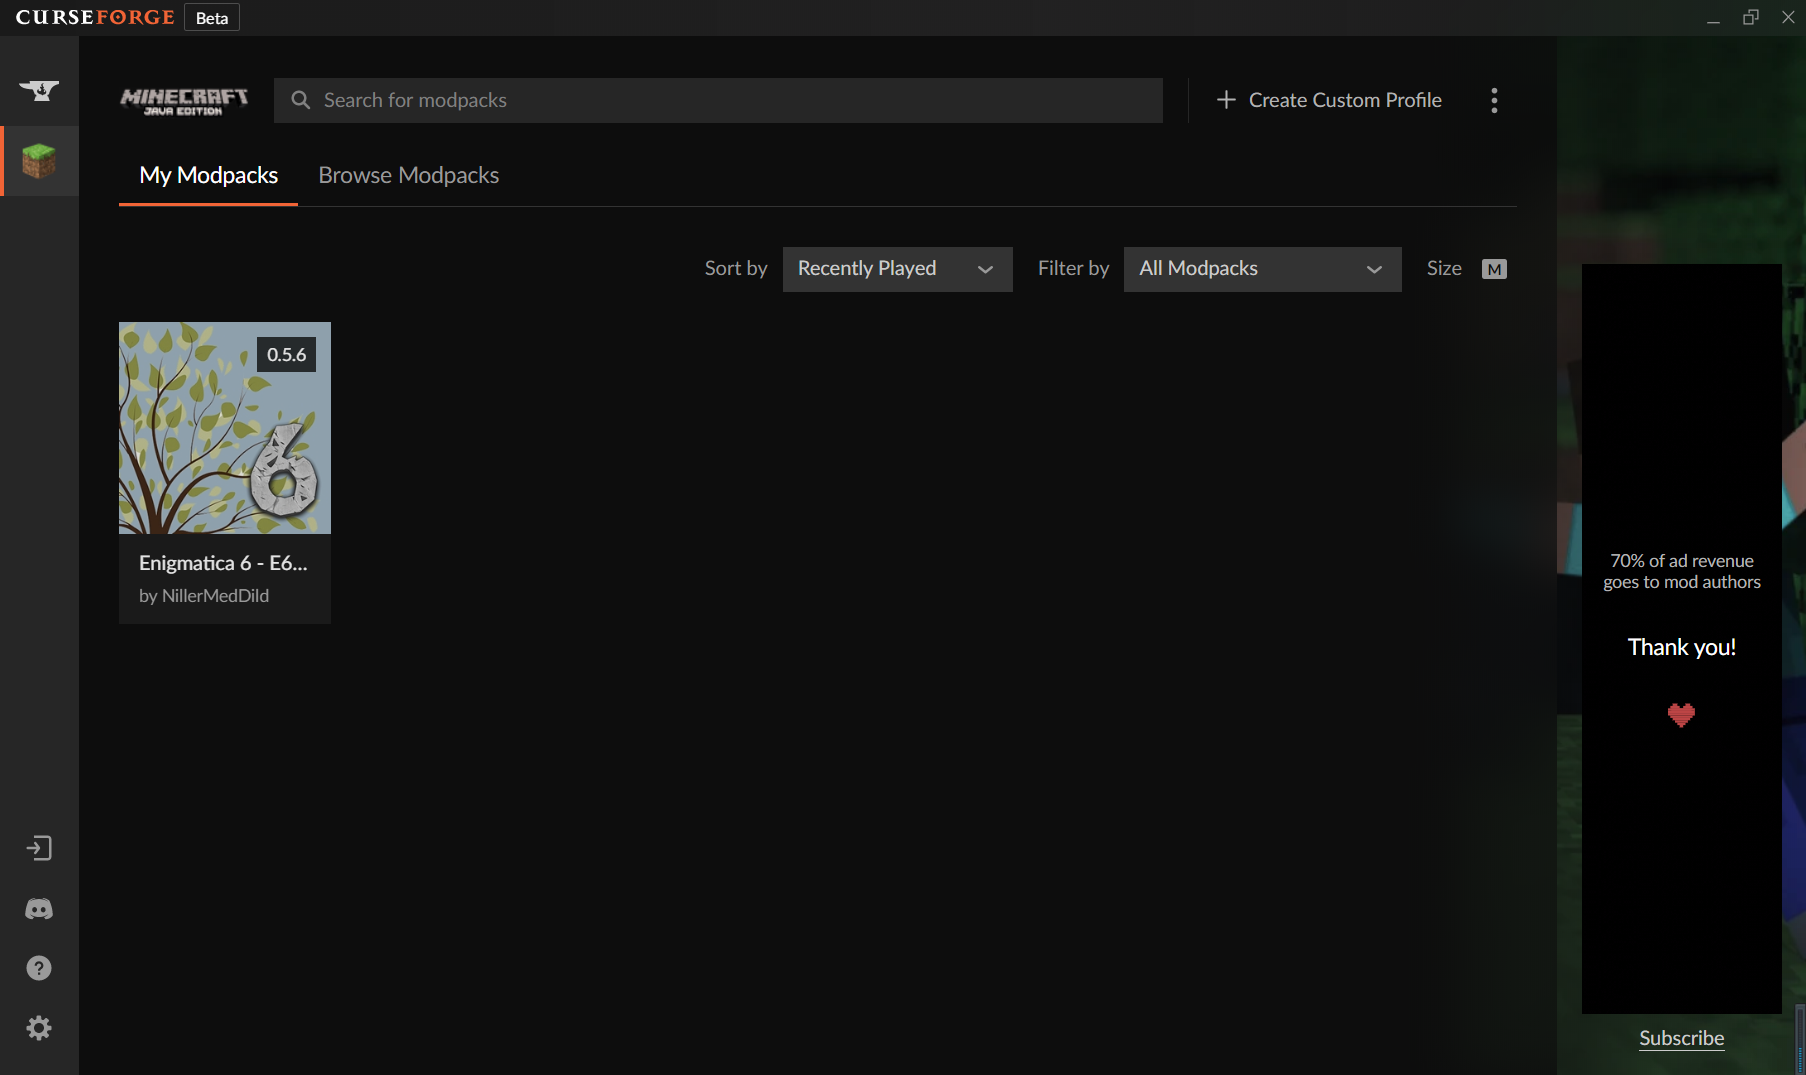 CURSEFORGE Beta
MINECRAFT
JAVA EDITION
Search for modpacks
Create Custom Profile
My Modpacks
Browse Modpacks
Sort by
Recently Played
Filter by
All Modpacks
Size
M
0.5.6
6
Enigmatica 6 - E6...
by NillerMedDild
70% of ad revenue
goes to mod authors
Thank you!
Subscribe